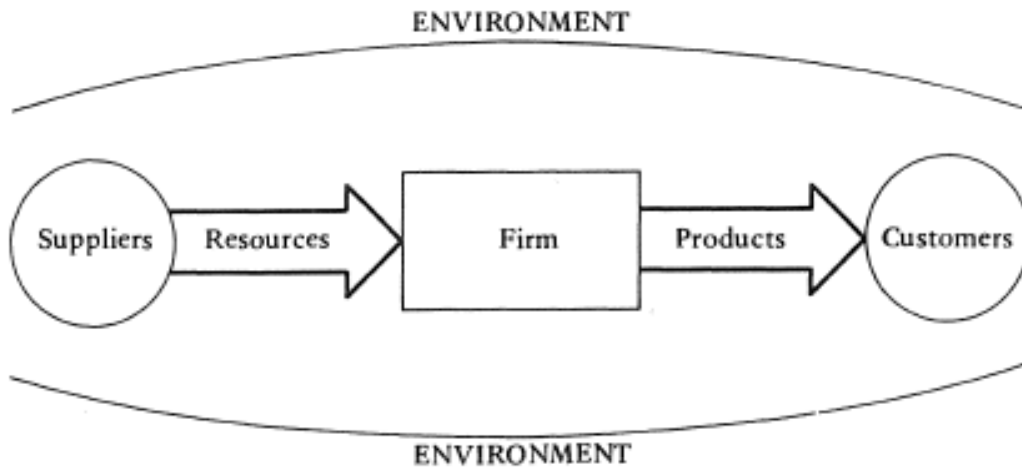 ENVIRONMENT
Suppliers
Resources
Firm
Products
Customers
ENVIRONMENT